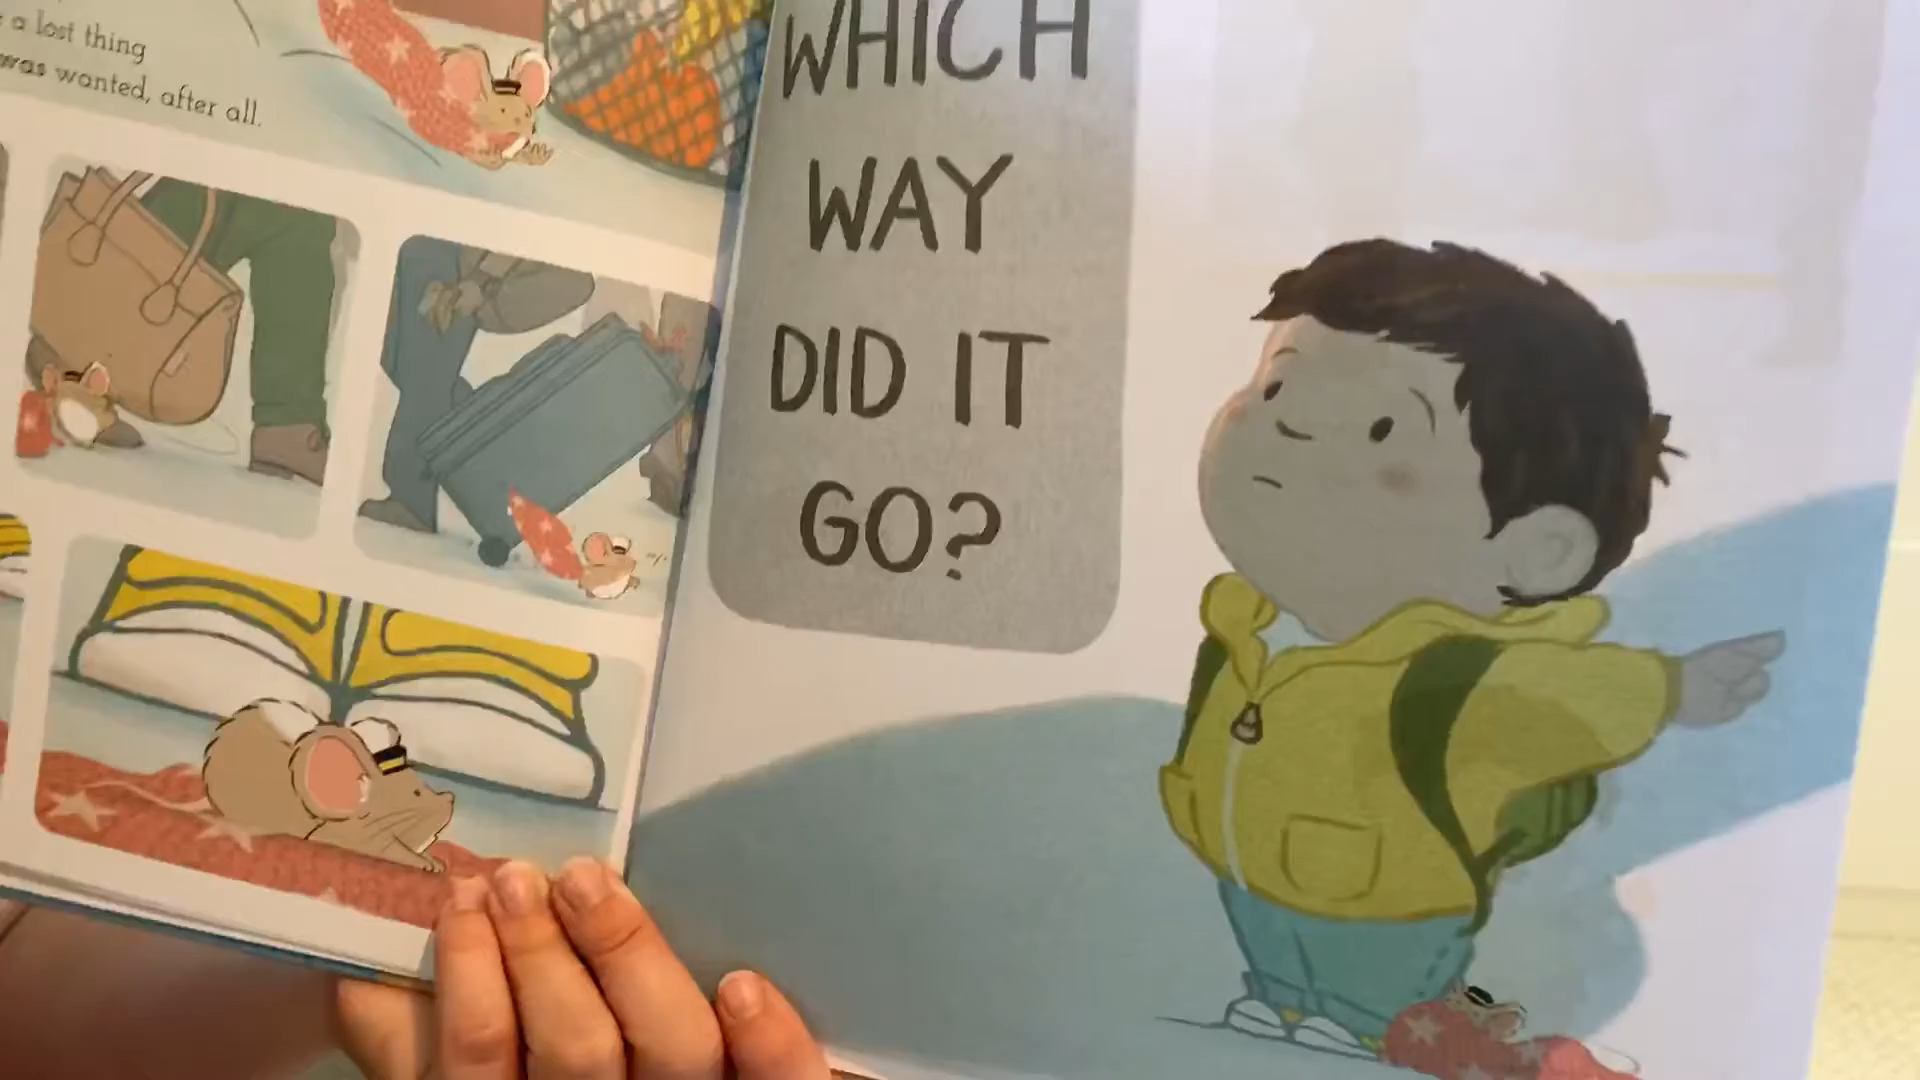 a lost thing
was wanted, after all.
WHICH
WAY
DID IT
GO?